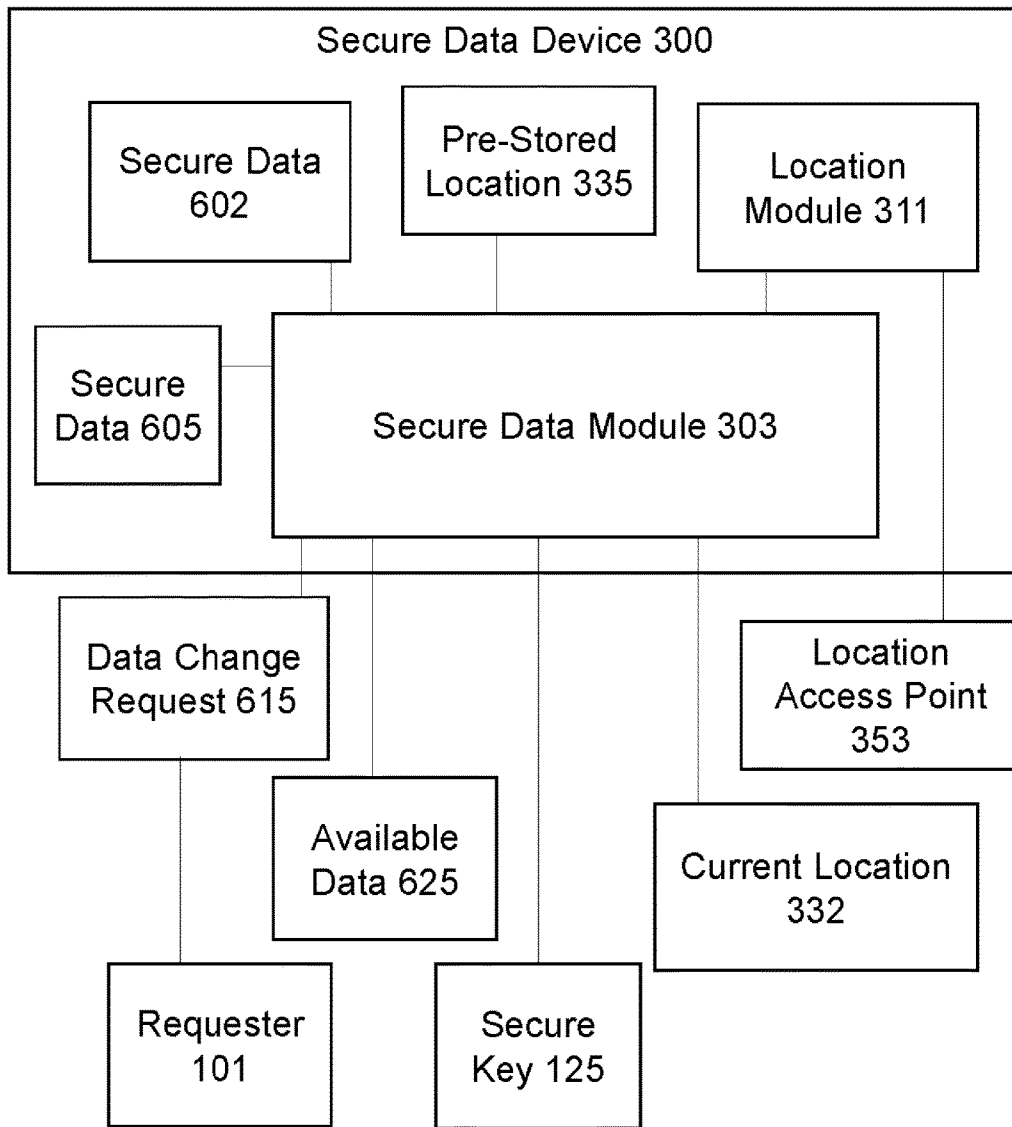 Secure Data Device 300
Secure Data
602
Pre-Stored
Location 335
Location
Module 311
Secure
Data 605
Secure Data Module 303
Data Change
Request 615
Location
Access Point
353
Available
Data 625
Current Location
332
Requester
101
Secure
Key 125